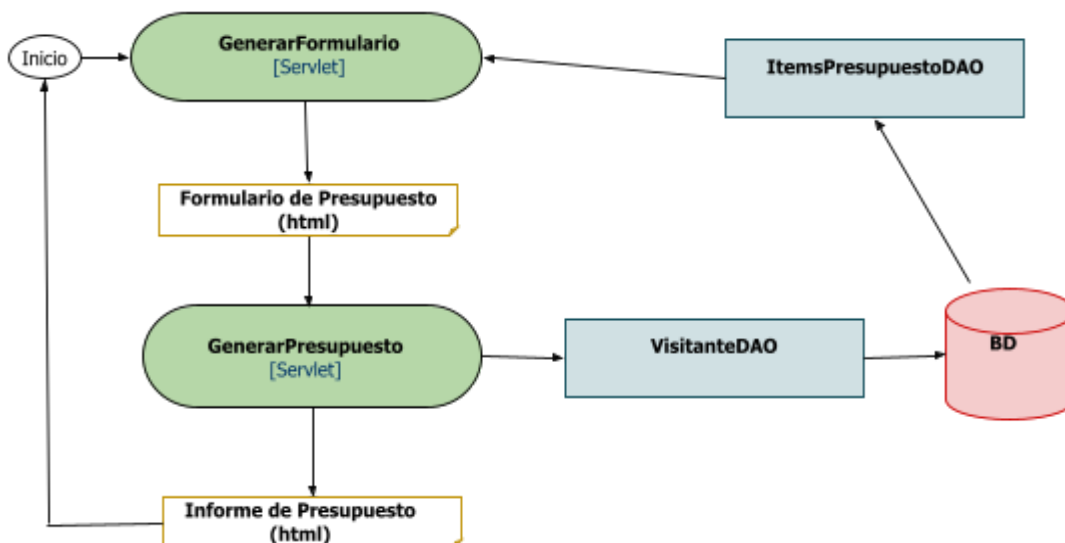 Inicio
GenerarFormulario
[Servlet]
ItemsPresupuestoDAO
Formulario de Presupuesto
(html)
GenerarPresupuesto
[Servlet]
VisitanteDAO
BD
Informe de Presupuesto
(html)